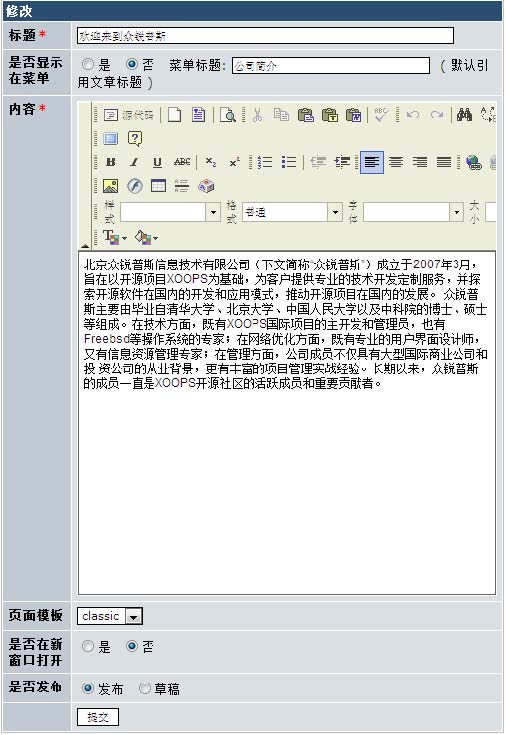 修改
标题 * 欢迎来到众锐普斯
是否显示在菜单 是 否 菜单标题: 公司简介 ( 默认引
用文章标题 )
内容 *
源代码 ABC
B I U ABC X₂ x²
样式 格式 普通 字体 大小
北京众锐普斯信息技术有限公司（下文简称“众锐普斯”）成立于2007年3月，
旨在以开源项目XOOPS为基础，为客户提供专业的技术开发定制服务，并探
索开源软件在国内的开发和应用模式，推动开源项目在国内的发展。 众锐普
斯主要由毕业自清华大学、北京大学、中国人民大学以及中科院的博士、硕士
等组成。在技术方面，既有XOOPS国际项目的主开发和管理员，也有
Freebsd等操作系统的专家；在网络优化方面，既有专业的用户界面设计师，
又有信息资源管理专家；在管理方面，公司成员不仅具有大型国际商业公司和
投 资公司的从业背景，更有丰富的项目管理实战经验。长期以来，众锐普斯
的成员一直是XOOPS开源社区的活跃成员和重要贡献者。
页面模板 classic
是否在新窗口打开 是 否
是否发布 发布 草稿
提交